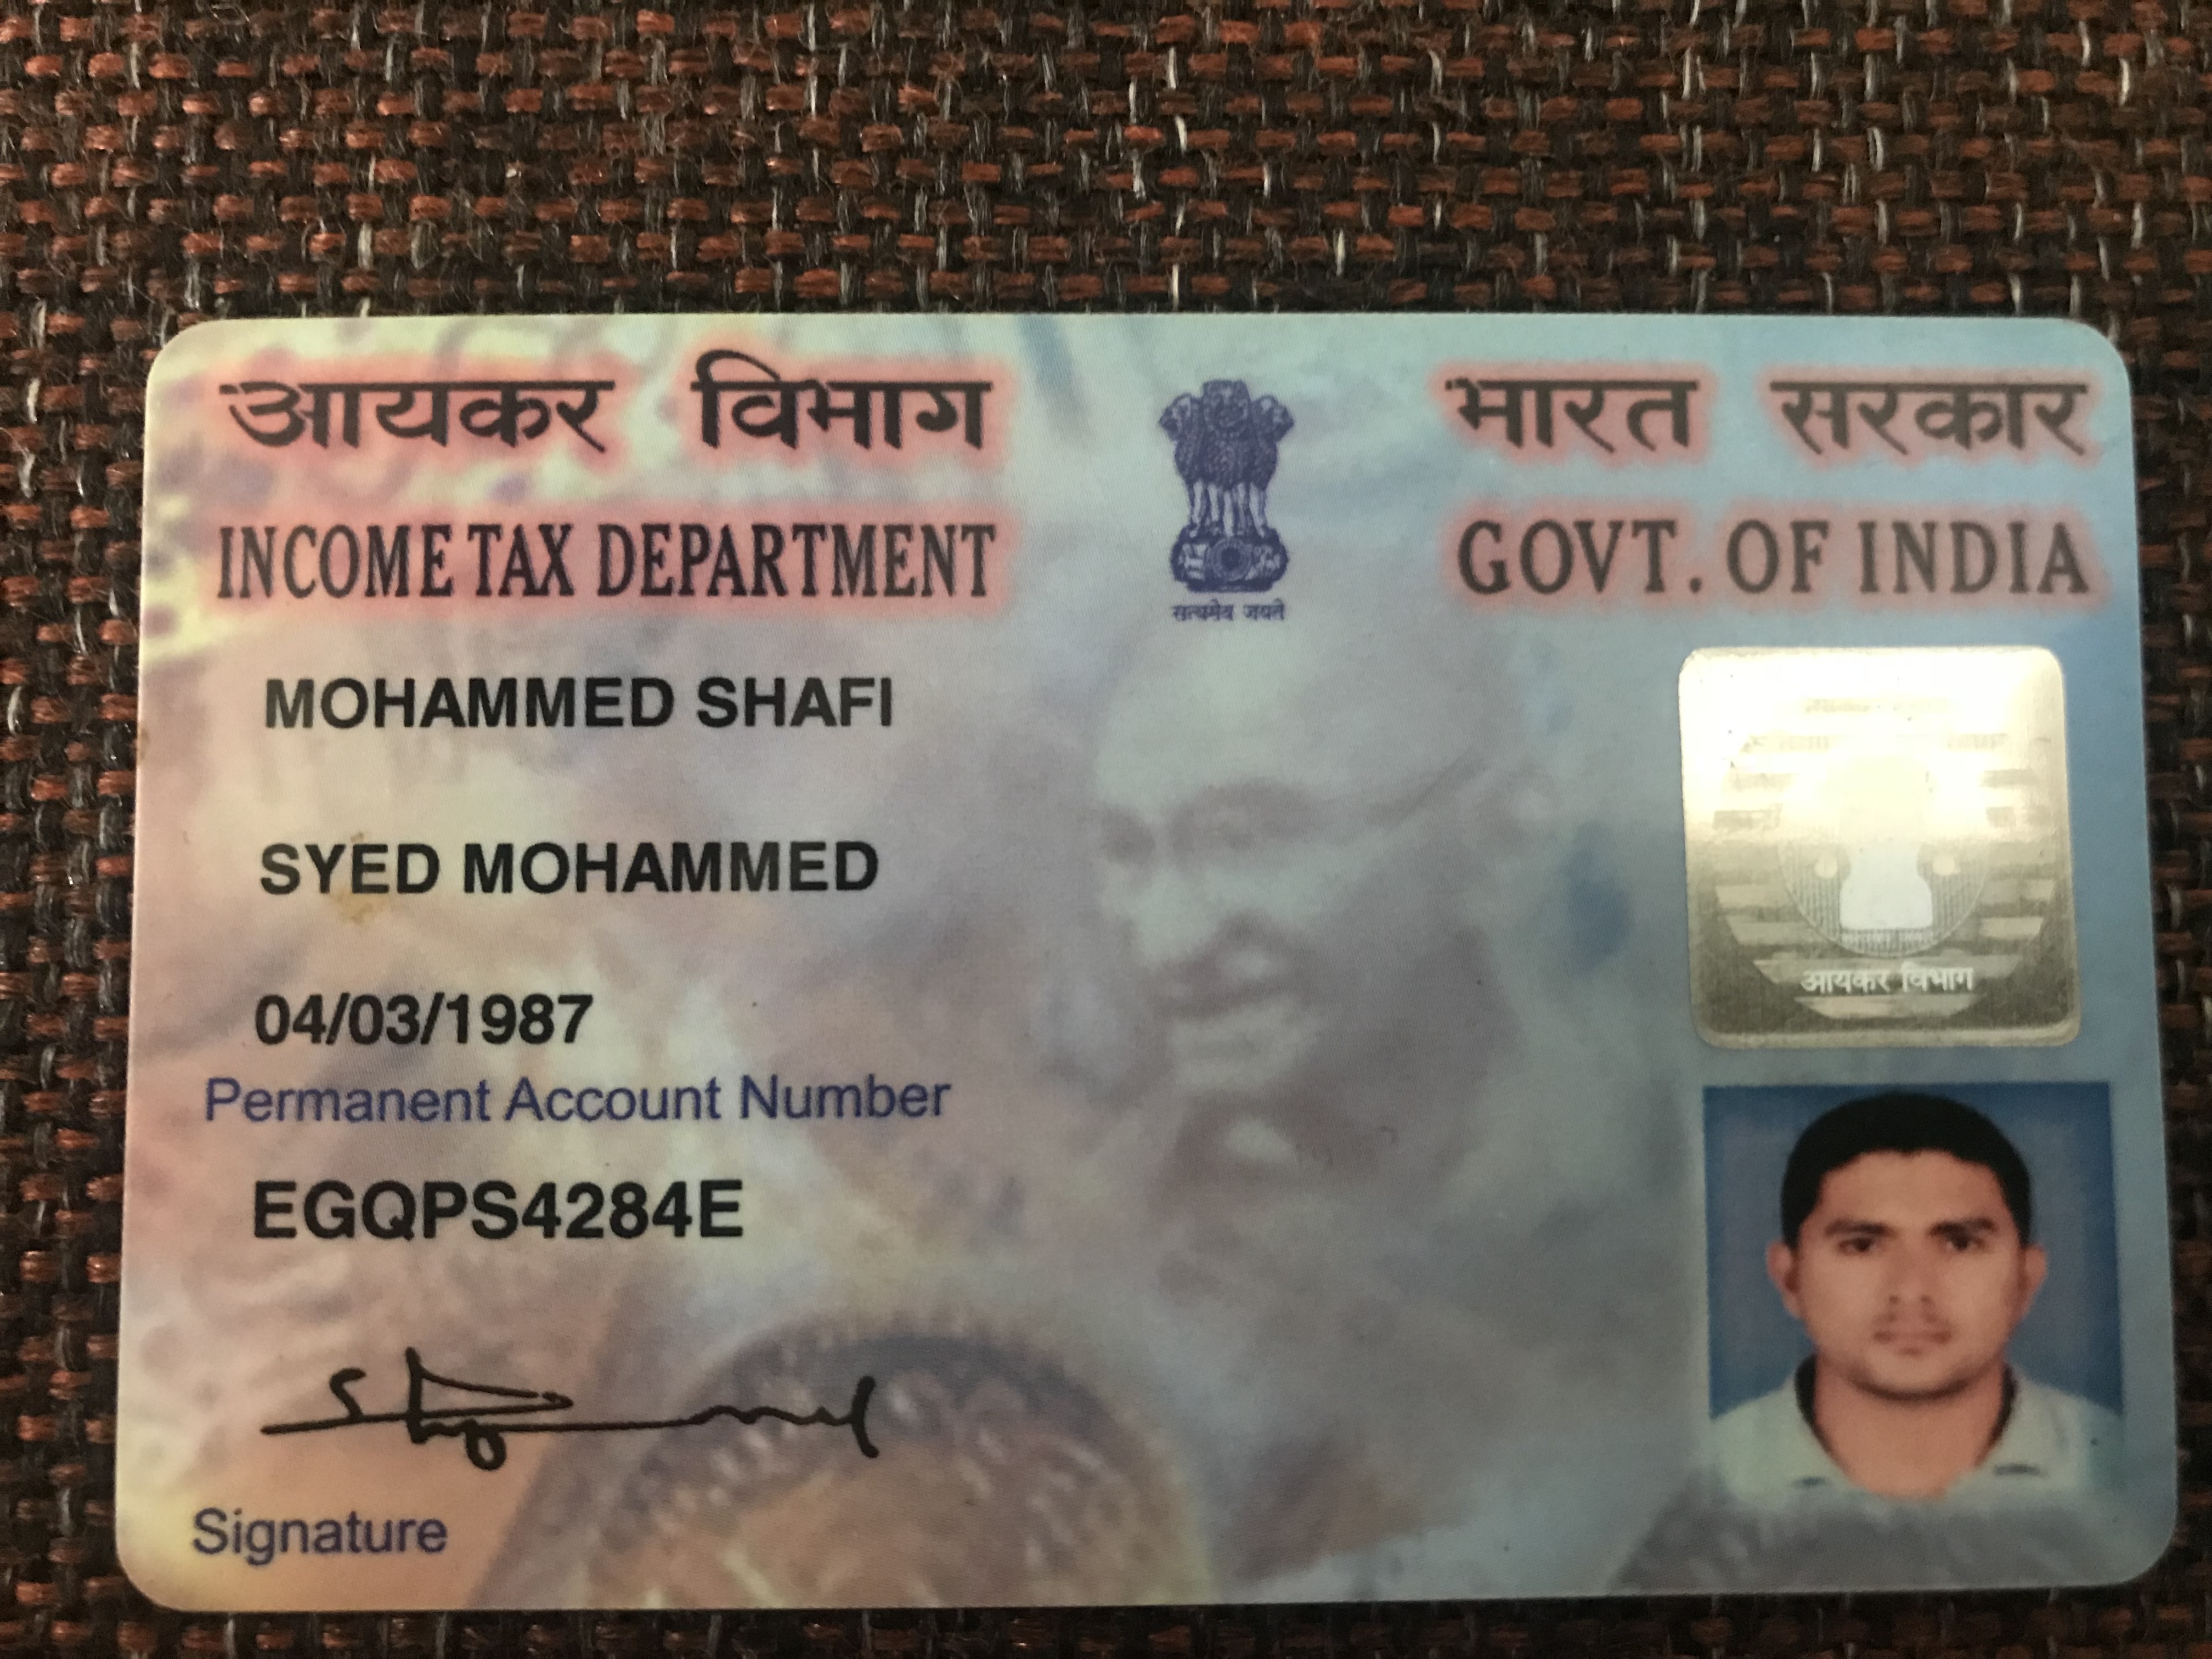 आयकर विभाग
INCOME TAX DEPARTMENT
सत्यमेव जयते
भारत सरकार
GOVT. OF INDIA
MOHAMMED SHAFI
SYED MOHAMMED
04/03/1987
Permanent Account Number
EGQPS4284E
Signature
आयकर विभाग